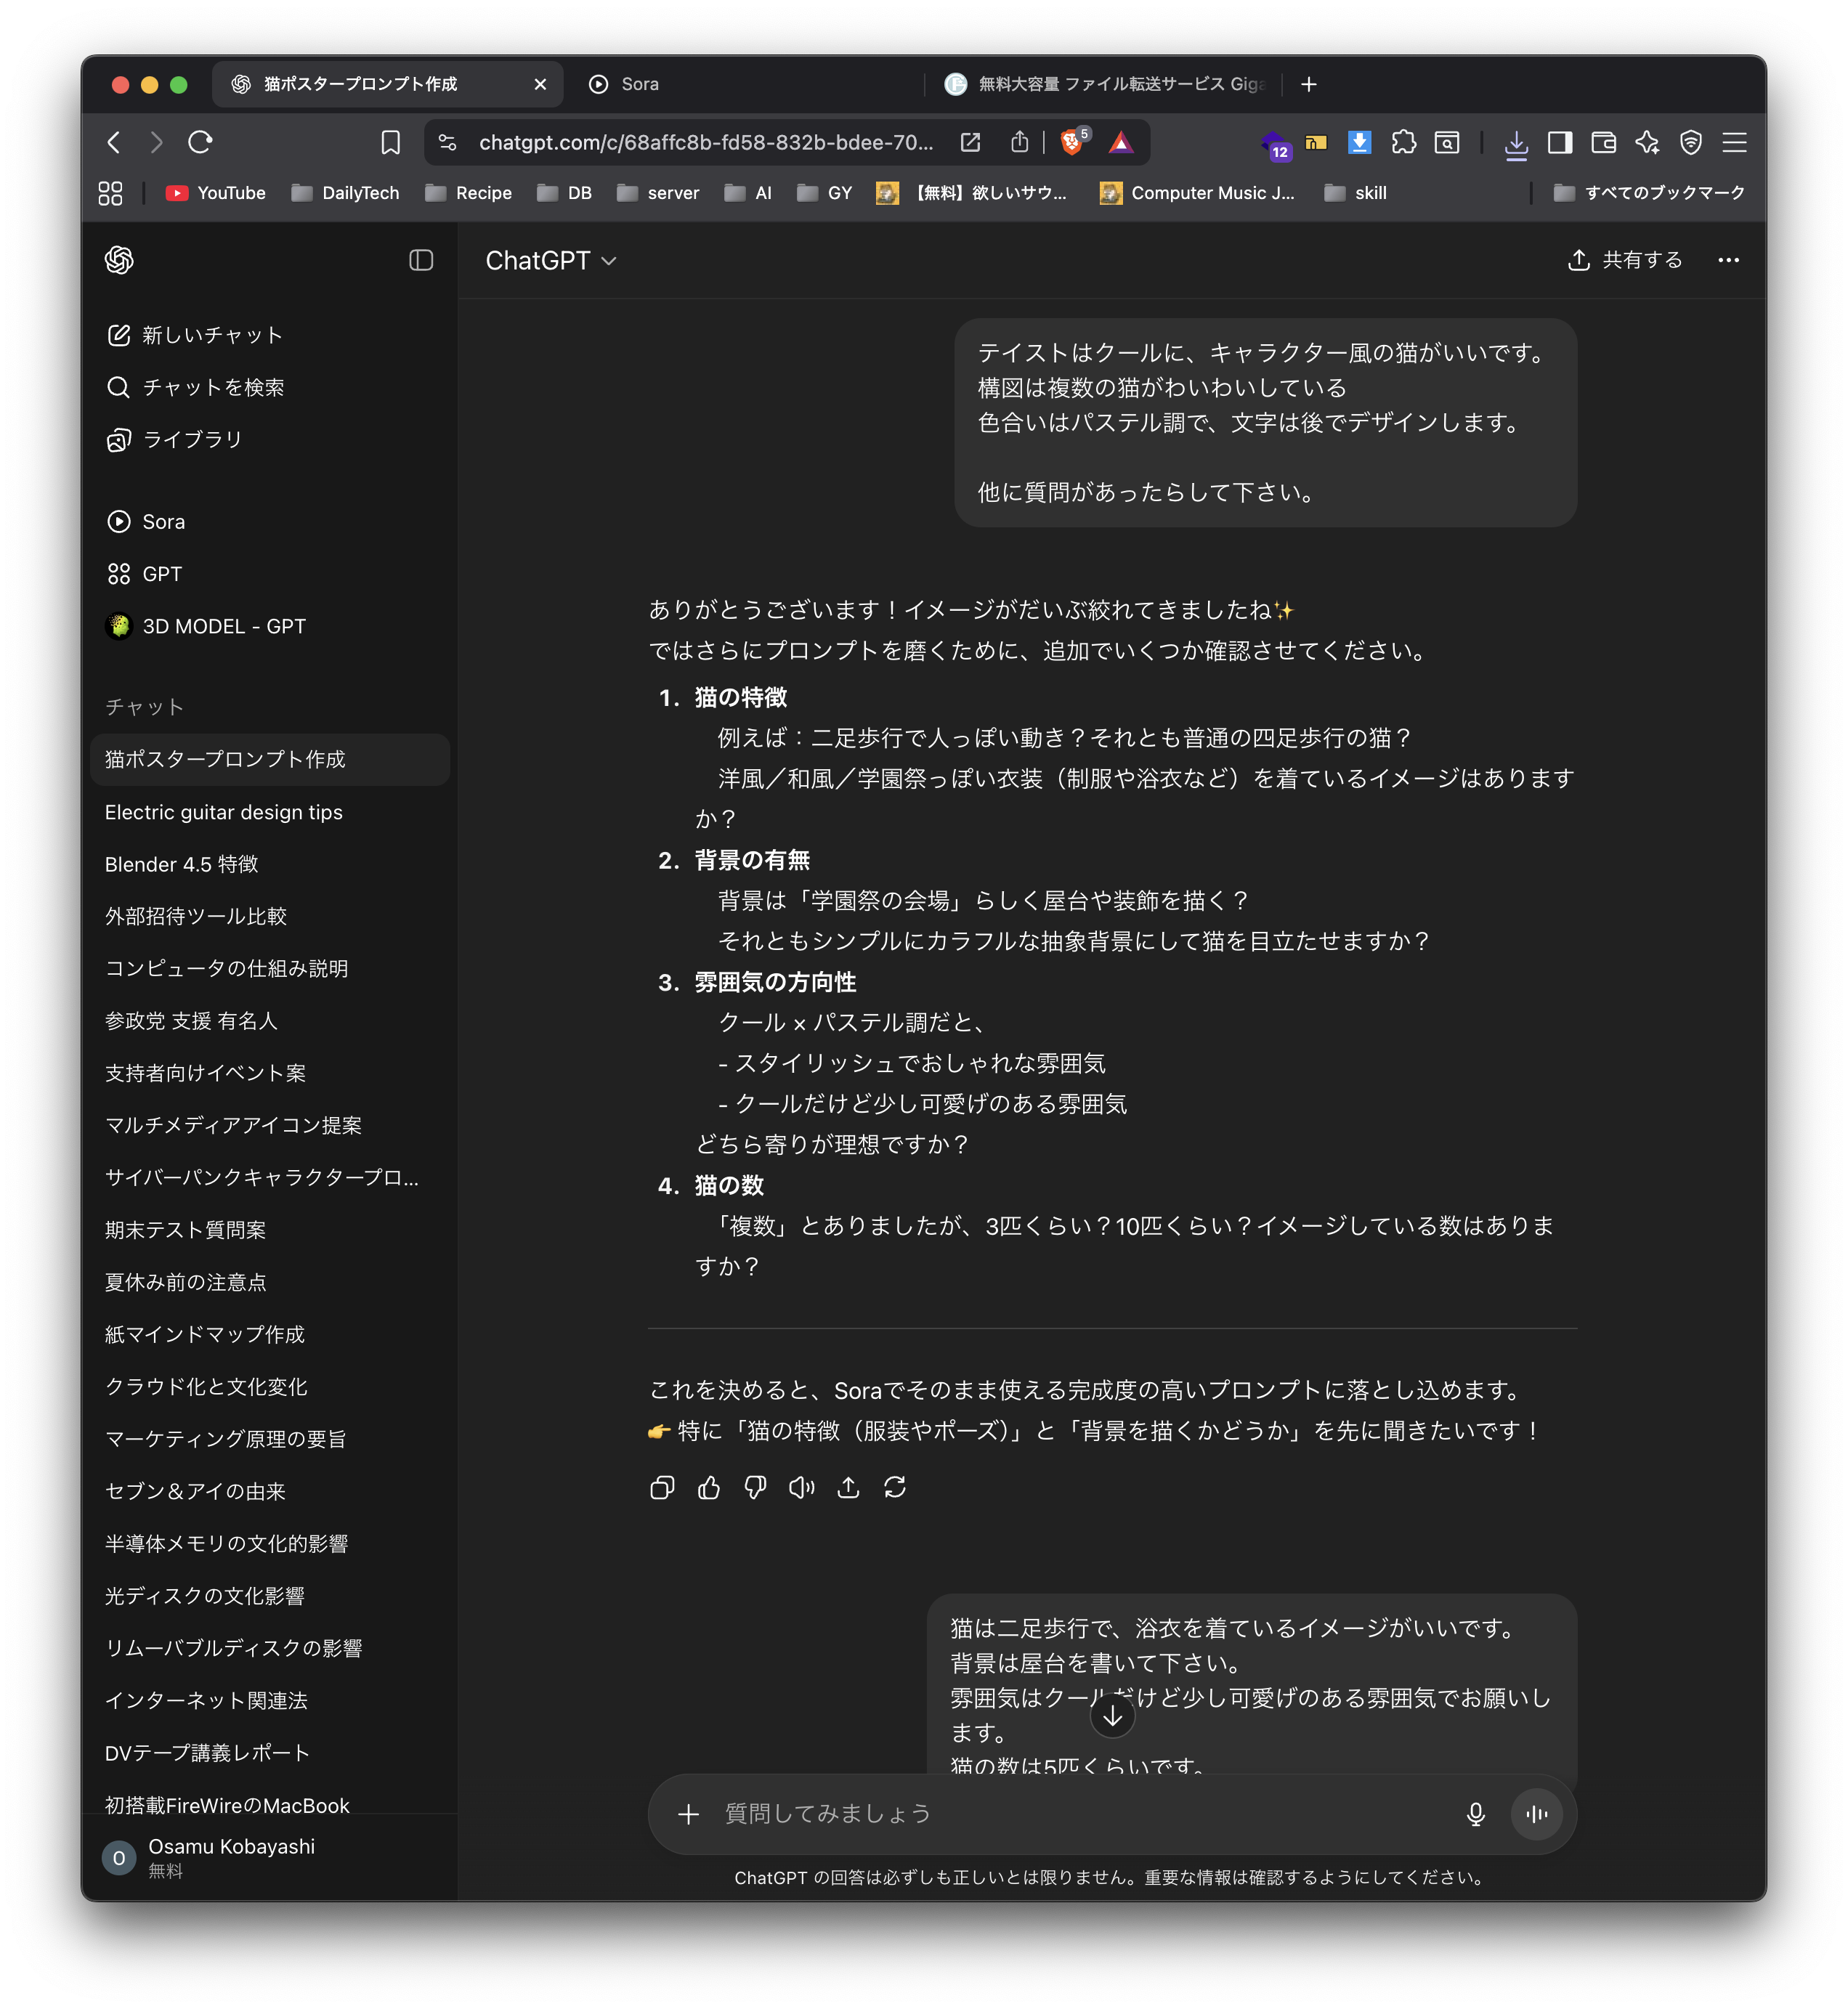 猫ポスタープロンプト作成
Sora
無料大容量 ファイル転送サービス Giga
chatgpt.com/c/68affc8b-fd58-832b-bdee-70...
5
12
YouTube
DailyTech
Recipe
DB
server
AI
GY
【無料】欲しいサウ...
Computer Music J...
skill
すべてのブックマーク
ChatGPT
共有する
新しいチャット
チャットを検索
ライブラリ
Sora
GPT
3D MODEL - GPT
チャット
猫ポスタープロンプト作成
Electric guitar design tips
Blender 4.5 特徴
外部招待ツール比較
コンピュータの仕組み説明
参政党 支援 有名人
支持者向けイベント案
マルチメディアアイコン提案
サイバーパンクキャラクタープロ...
期末テスト質問案
夏休み前の注意点
紙マインドマップ作成
クラウド化と文化変化
マーケティング原理の要旨
セブン＆アイの由来
半導体メモリの文化的影響
光ディスクの文化影響
リムーバブルディスクの影響
インターネット関連法
DVテープ講義レポート
初搭載FireWireのMacBook
O
Osamu Kobayashi
無料
テイストはクールに、キャラクター風の猫がいいです。
構図は複数の猫がわいわいしている
色合いはパステル調で、文字は後でデザインします。
他に質問があったらして下さい。
ありがとうございます！イメージがだいぶ絞れてきましたね✨
ではさらにプロンプトを磨くために、追加でいくつか確認させてください。
1. 猫の特徴
例えば：二足歩行で人っぽい動き？それとも普通の四足歩行の猫？
洋風／和風／学園祭っぽい衣装（制服や浴衣など）を着ているイメージはあります
か？
2. 背景の有無
背景は「学園祭の会場」らしく屋台や装飾を描く？
それともシンプルにカラフルな抽象背景にして猫を目立たせますか？
3. 雰囲気の方向性
クール × パステル調だと、
- スタイリッシュでおしゃれな雰囲気
- クールだけど少し可愛げのある雰囲気
どちら寄りが理想ですか？
4. 猫の数
「複数」とありましたが、3匹くらい？10匹くらい？イメージしている数はありま
すか？
これを決めると、Soraでそのまま使える完成度の高いプロンプトに落とし込めます。
👉 特に「猫の特徴（服装やポーズ）」と「背景を描くかどうか」を先に聞きたいです！
猫は二足歩行で、浴衣を着ているイメージがいいです。
背景は屋台を書いて下さい。
雰囲気はクールだけど少し可愛げのある雰囲気でお願いし
ます。
猫の数は5匹くらいです。
質問してみましょう
ChatGPT の回答は必ずしも正しいとは限りません。重要な情報は確認するようにしてください。